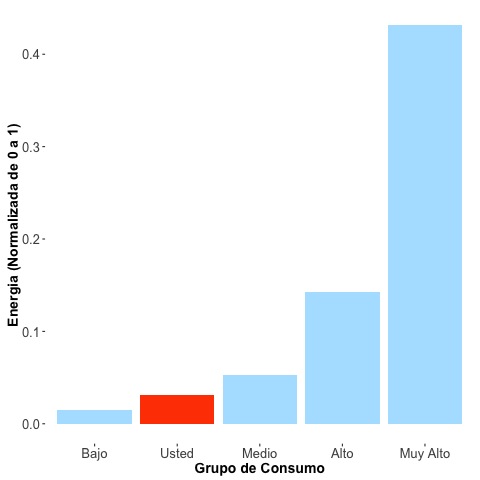 Energia (Normalizada de 0 a 1)
0.4
0.3
0.2
0.1
0.0
Bajo Usted Medio Alto Muy Alto
Grupo de Consumo